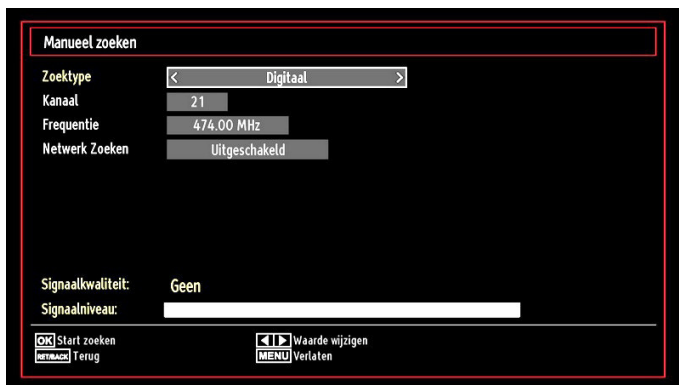 Manueel zoeken
Zoektype < Digitaal >
Kanaal 21
Frequentie 474.00 MHz
Netwerk Zoeken Uitgeschakeld
Signaalkwaliteit: Geen
Signaalniveau:
OK Start zoeken ◀ ▶ Waarde wijzigen
RET/BACK Terug MENU Verlaten